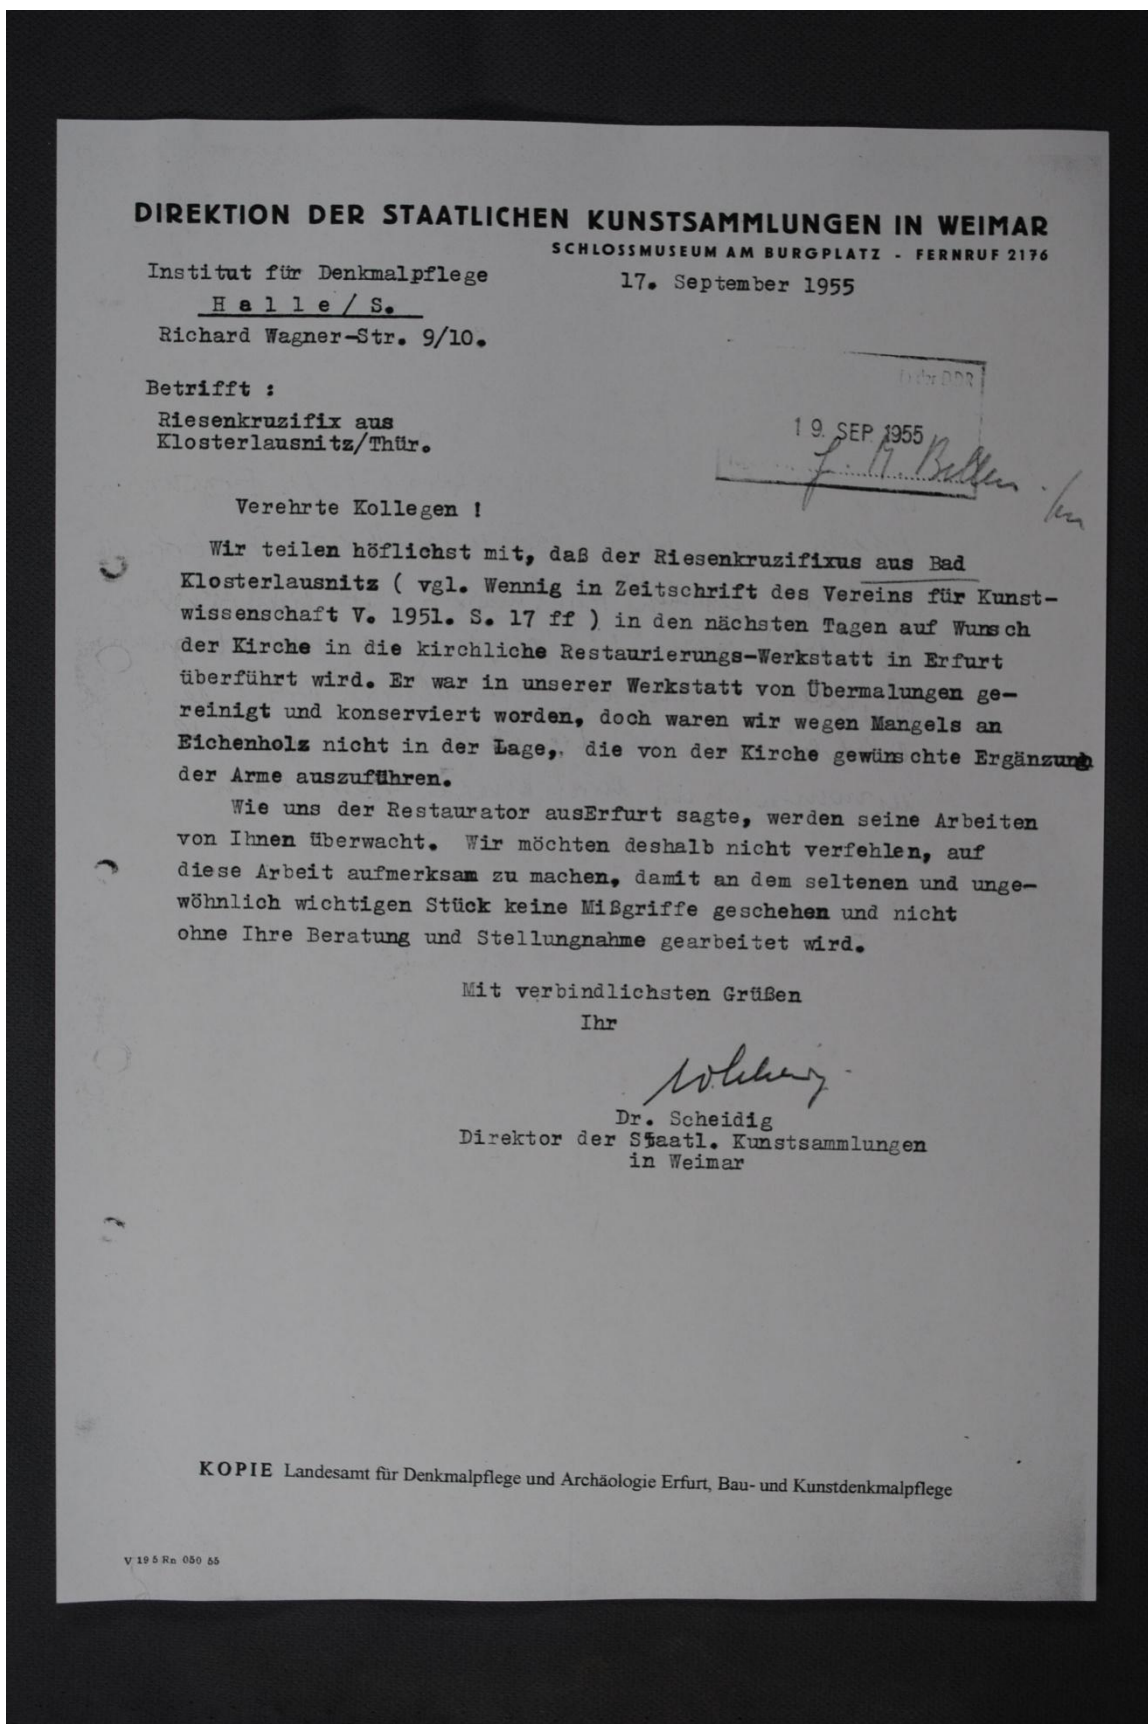 DIREKTION DER STAATLICHEN KUNSTSAMMLUNGEN IN WEIMAR
SCHLOSSMUSEUM AM BURGPLATZ - FERNRUF 2176
Institut für Denkmalpflege
17. September 1955
Halle/S.
Richard Wagner-Str. 9/10.
Betrifft :
Riesenkruzifix aus
Klosterlausnitz/Thür.
DDR
19. SEP. 1955
Verehrte Kollegen !
Wir teilen höflichst mit, daß der Riesenkruzifixus aus Bad
Klosterlausnitz ( vgl. Wennig in Zeitschrift des Vereins für Kunst-
wissenschaft V. 1951. S. 17 ff ) in den nächsten Tagen auf Wunsch
der Kirche in die kirchliche Restaurierungs-Werkstatt in Erfurt
überführt wird. Er war in unserer Werkstatt von Übermalungen ge-
reinigt und konserviert worden, doch waren wir wegen Mangels an
Eichenholz nicht in der Lage, die von der Kirche gewünschte Ergänzung
der Arme auszuführen.
Wie uns der Restaurator ausErfurt sagte, werden seine Arbeiten
von Ihnen überwacht. Wir möchten deshalb nicht verfehlen, auf
diese Arbeit aufmerksam zu machen, damit an dem seltenen und unge-
wöhnlich wichtigen Stück keine Mißgriffe geschehen und nicht
ohne Ihre Beratung und Stellungnahme gearbeitet wird.
Mit verbindlichsten Grüßen
Ihr
Dr. Scheidig
Direktor der Staatl. Kunstsammlungen
in Weimar
KOPIE Landesamt für Denkmalpflege und Archäologie Erfurt, Bau- und Kunstdenkmalpflege
V 19 5 Rn 050 55